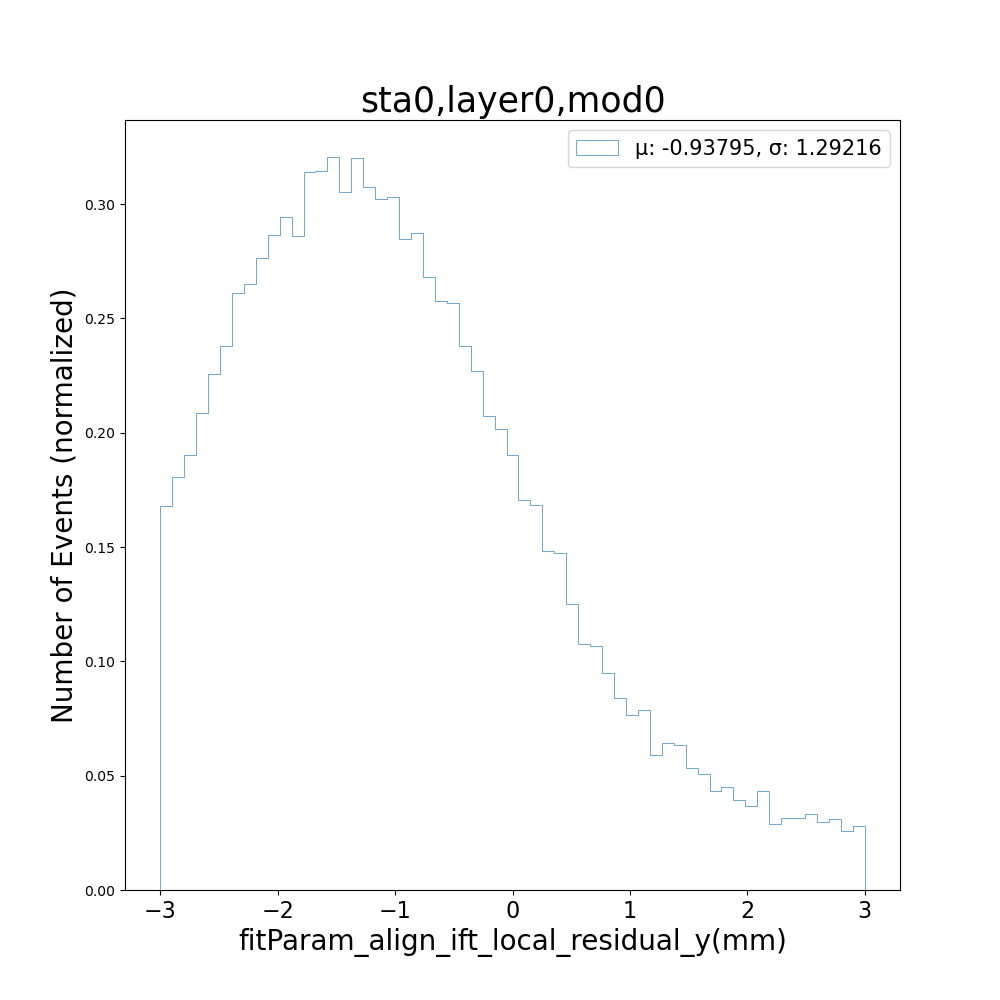 sta0,layer0,mod0
μ: -0.93795, σ: 1.29216
Number of Events (normalized)
0.30
0.25
0.20
0.15
0.10
0.05
0.00
−3 −2 −1 0 1 2 3
fitParam_align_ift_local_residual_y(mm)